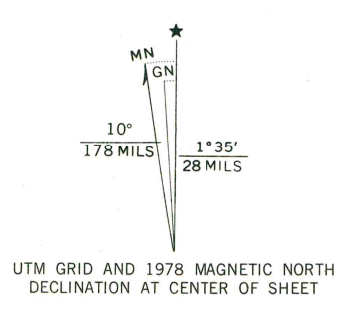 ★
MN
GN
10°
178 MILS
1°35'
28 MILS
UTM GRID AND 1978 MAGNETIC NORTH
DECLINATION AT CENTER OF SHEET